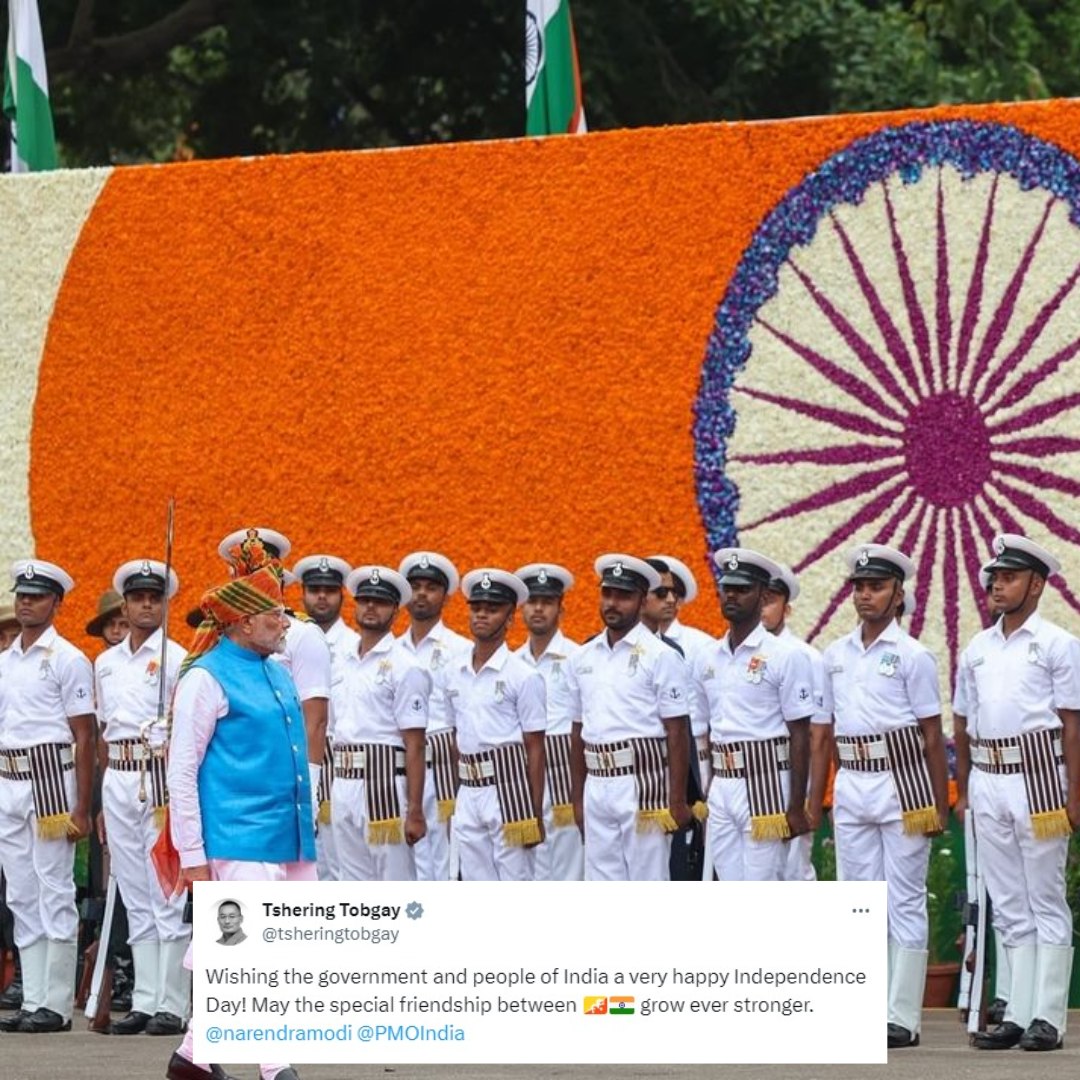 Tshering Tobgay
@tsheringtobgay
Wishing the government and people of India a very happy Independence
Day! May the special friendship between 🇧🇹🇮🇳 grow ever stronger.
@narendramodi @PMOIndia